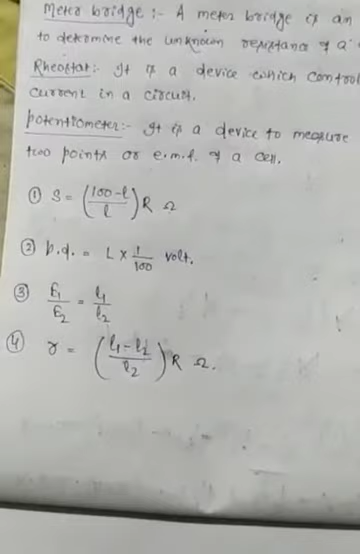 Meter bridge :- A meter bridge is an
to determine the unknown resistance of a
Rheostat:- It is a device which control
current in a circuit.
potentiometer:- It is a device to measure
two points or e.m.f. of a cell.
① S = ((100-l)/l) R Ω
② p.d. = L × 1/100 volt.
③ E₁/E₂ = l₁/l₂
④ r = ((l₁-l₂)/l₂) R Ω.